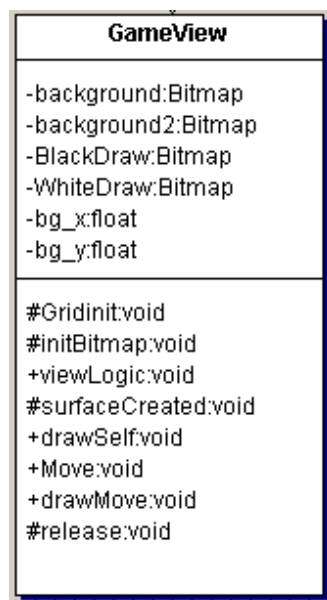 GameView
-background:Bitmap
-background2:Bitmap
-BlackDraw:Bitmap
-WhiteDraw:Bitmap
-bg_x:float
-bg_y:float
#Gridinit:void
#initBitmap:void
+viewLogic:void
#surfaceCreated:void
+drawSelf:void
+Move:void
+drawMove:void
#release:void